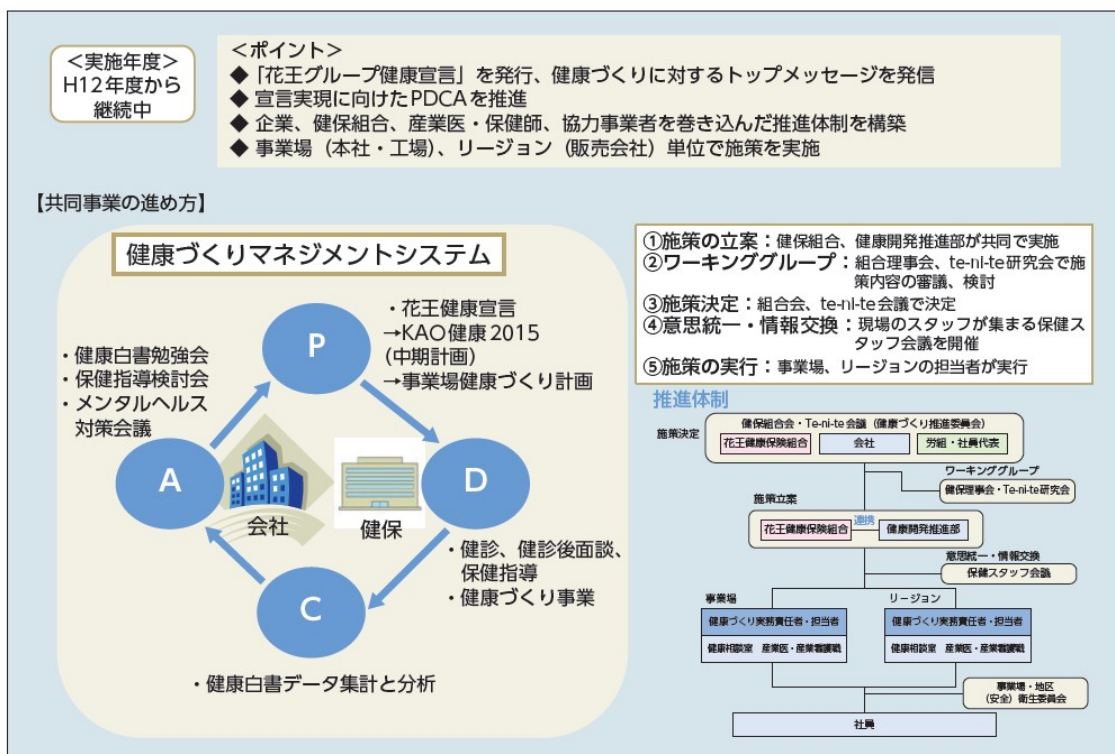 <実施年度>
H12年度から
継続中
<ポイント>
◆「花王グループ健康宣言」を発行、健康づくりに対するトップメッセージを発信
◆ 宣言実現に向けたPDCAを推進
◆ 企業、健保組合、産業医・保健師、協力事業者を巻き込んだ推進体制を構築
◆ 事業場（本社・工場）、リージョン（販売会社）単位で施策を実施
【共同事業の進め方】
健康づくりマネジメントシステム
P
・花王健康宣言
→KAO健康2015
(中期計画)
→事業場健康づくり計画
・健康白書勉強会
・保健指導検討会
・メンタルヘルス
対策会議
A
会社
健保
D
・健診、健診後面談、
保健指導
・健康づくり事業
C
・健康白書データ集計と分析
①施策の立案：健保組合、健康開発推進部が共同で実施
②ワーキンググループ：組合理事会、te-ni-te研究会で施
策内容の審議、検討
③施策決定：組合会、te-ni-te会議で決定
④意思統一・情報交換：現場のスタッフが集まる保健ス
タッフ会議を開催
⑤施策の実行：事業場、リージョンの担当者が実行
推進体制
施策決定
健保組合会・Te-ni-te会議（健康づくり推進委員会）
花王健康保険組合
会社
労組・社員代表
ワーキンググループ
健保理事会・Te-ni-te研究会
施策立案
花王健康保険組合
連携
健康開発推進部
意思統一・情報交換
保健スタッフ会議
事業場
リージョン
健康づくり実務責任者・担当者
健康づくり実務責任者・担当者
健康相談室 産業医・産業看護職
健康相談室 産業医・産業看護職
事業場・地区
（安全）衛生委員会
社員